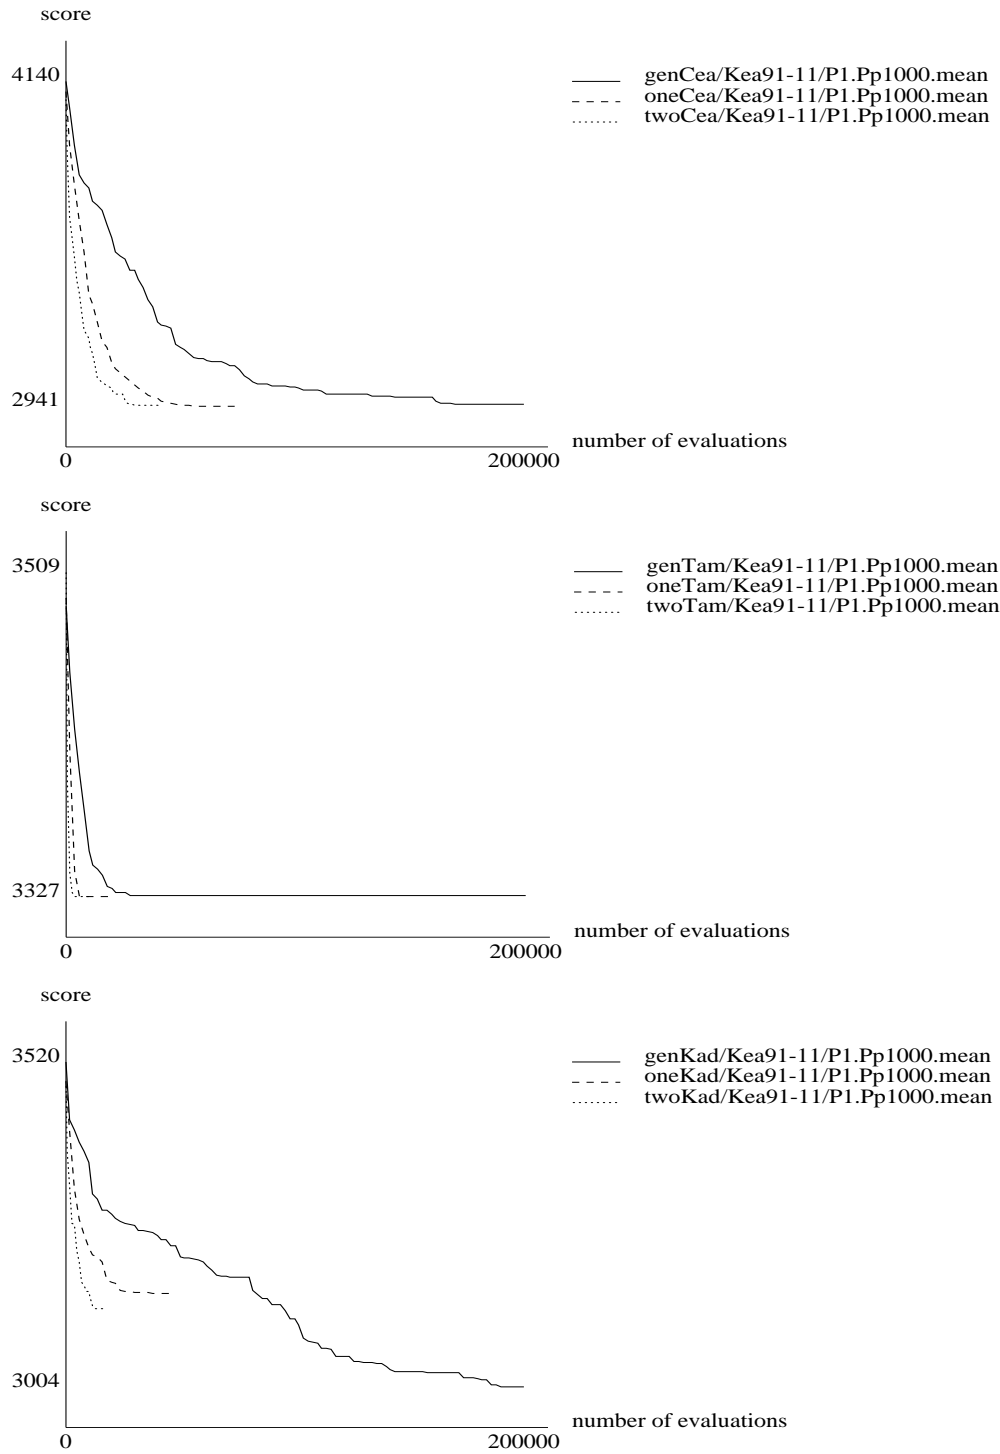 score
4140
genCea/Kea91-11/P1.Pp1000.mean
oneCea/Kea91-11/P1.Pp1000.mean
twoCea/Kea91-11/P1.Pp1000.mean
2941
number of evaluations
0 200000
score
3509
genTam/Kea91-11/P1.Pp1000.mean
oneTam/Kea91-11/P1.Pp1000.mean
twoTam/Kea91-11/P1.Pp1000.mean
3327
number of evaluations
0 200000
score
3520
genKad/Kea91-11/P1.Pp1000.mean
oneKad/Kea91-11/P1.Pp1000.mean
twoKad/Kea91-11/P1.Pp1000.mean
3004
number of evaluations
0 200000